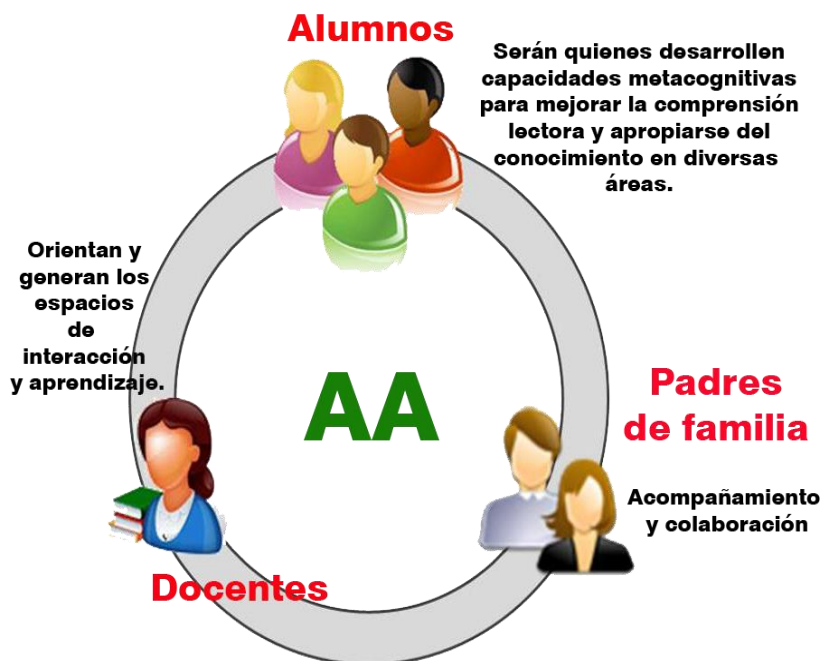 Alumnos
Serán quienes desarrollen
capacidades metacognitivas
para mejorar la comprensión
lectora y apropiarse del
conocimiento en diversas
áreas.
Orientan y
generan los
espacios
de
interacción
y aprendizaje.
AA
Padres
de familia
Acompañamiento
y colaboración
Docentes